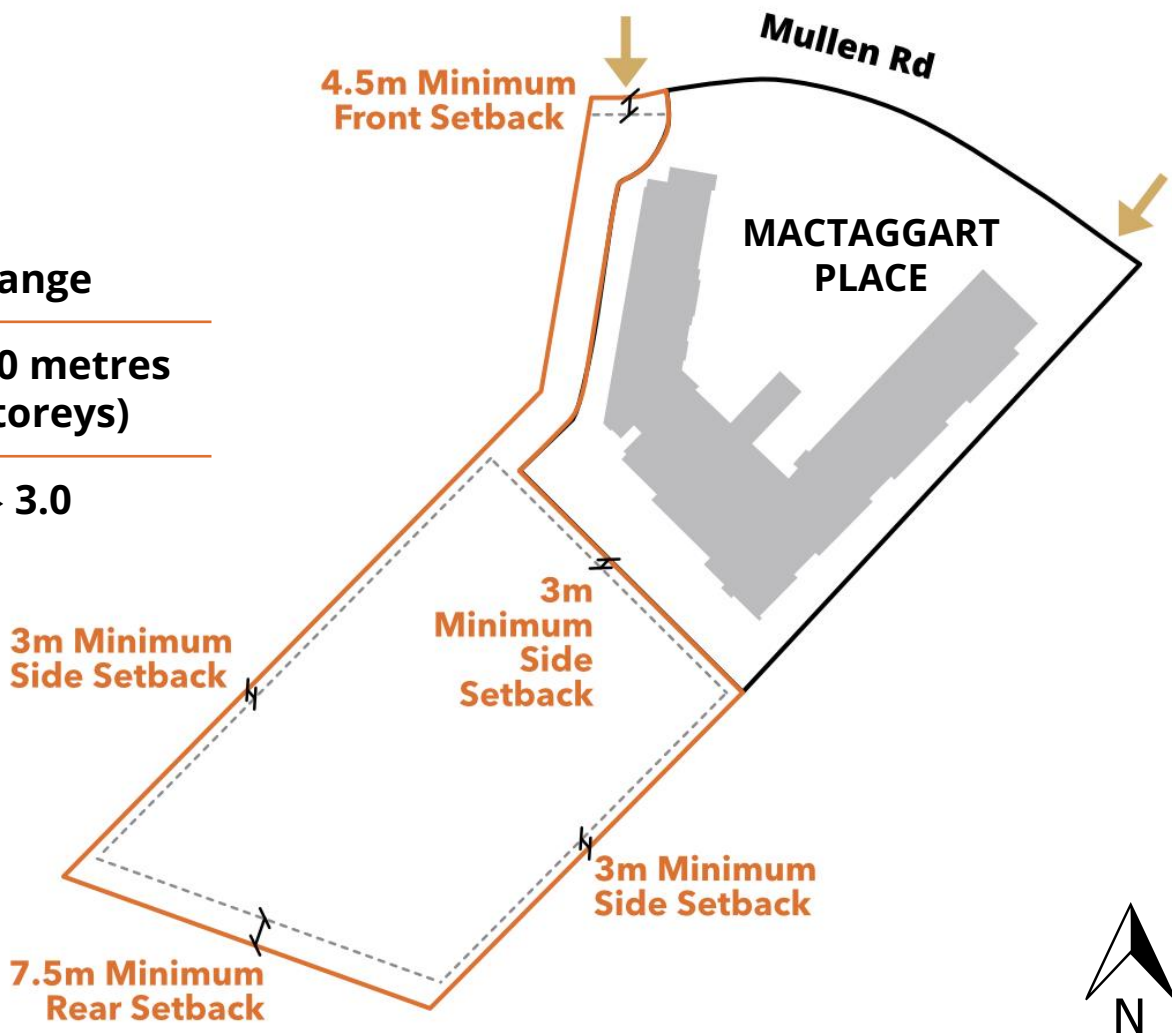 Mullen Rd
4.5m Minimum
Front Setback
MACTAGGART
PLACE
ange
0 metres
toreys)
3.0
3m
Minimum
Side
Setback
3m Minimum
Side Setback
3m Minimum
Side Setback
7.5m Minimum
Rear Setback
N